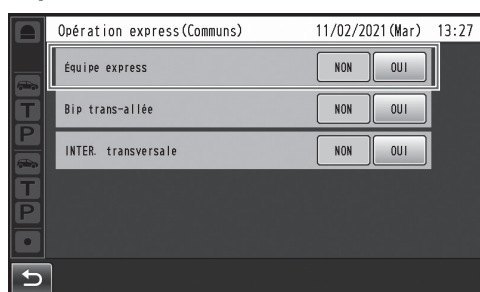 Opération express(Communs) 11/02/2021(Mar) 13:27
Équipe express NON OUI
Bip trans-allée NON OUI
T
P
INTER. transversale NON OUI
T
P